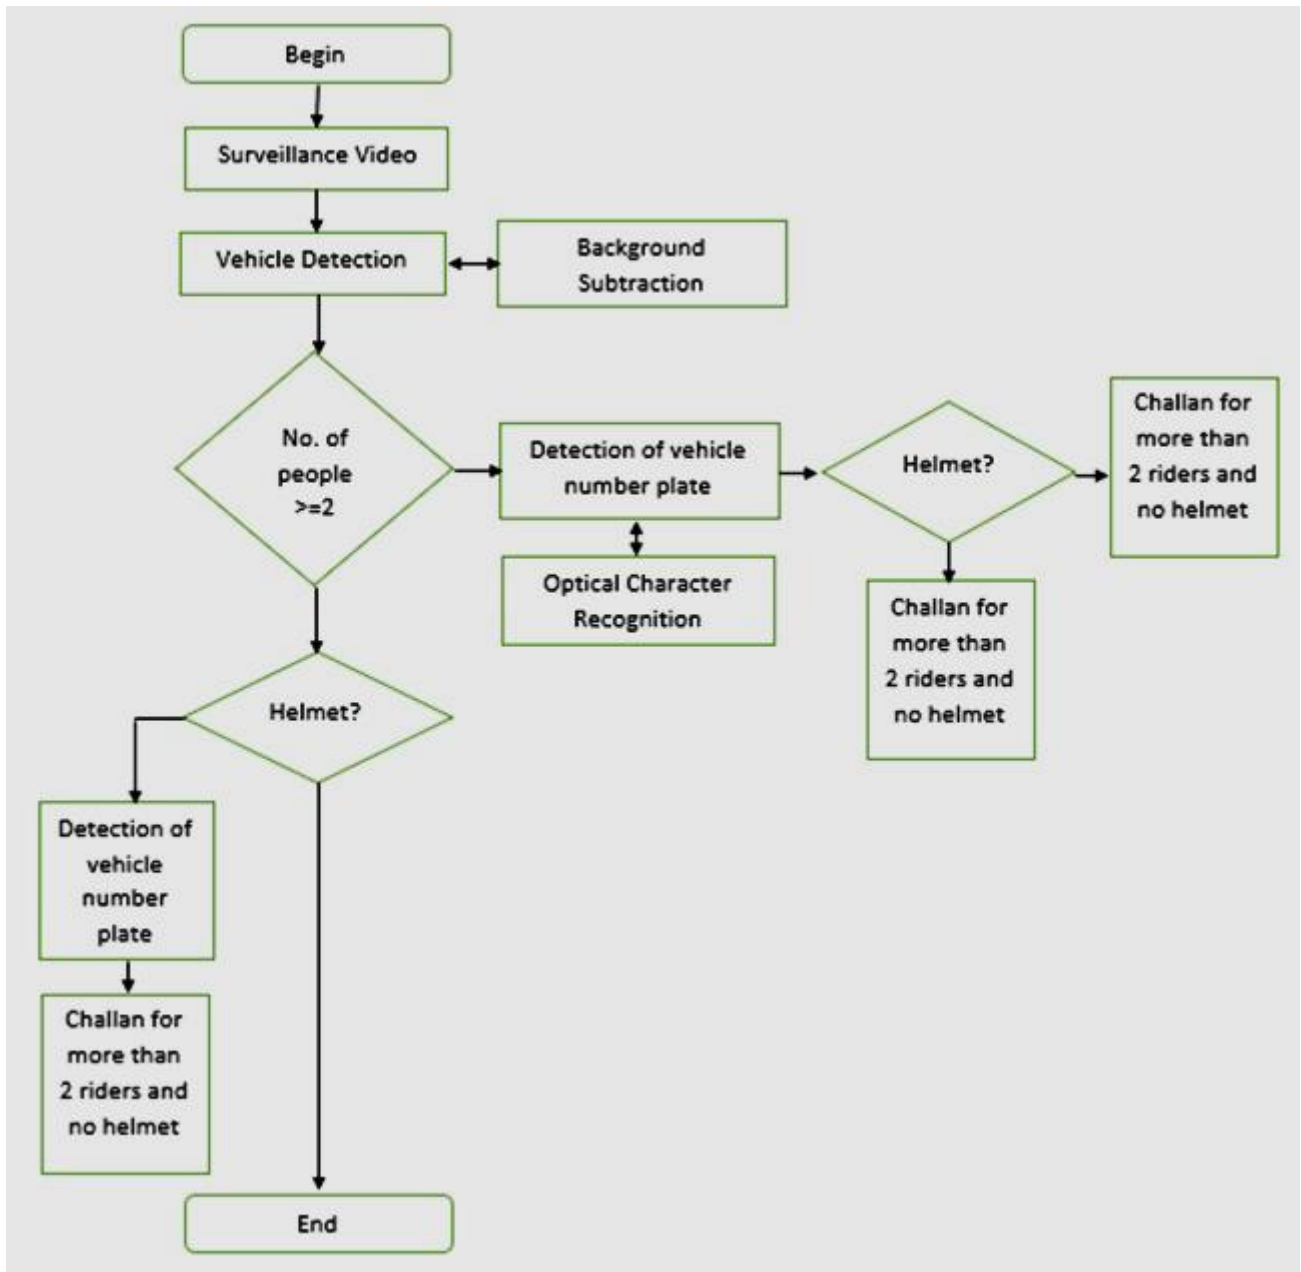 Begin
Surveillance Video
Vehicle Detection
Background
Subtraction
No. of
people
>=2
Detection of vehicle
number plate
Optical Character
Recognition
Helmet?
Challan for
more than
2 riders and
no helmet
Challan for
more than
2 riders and
no helmet
Helmet?
Detection of
vehicle
number
plate
Challan for
more than
2 riders and
no helmet
End